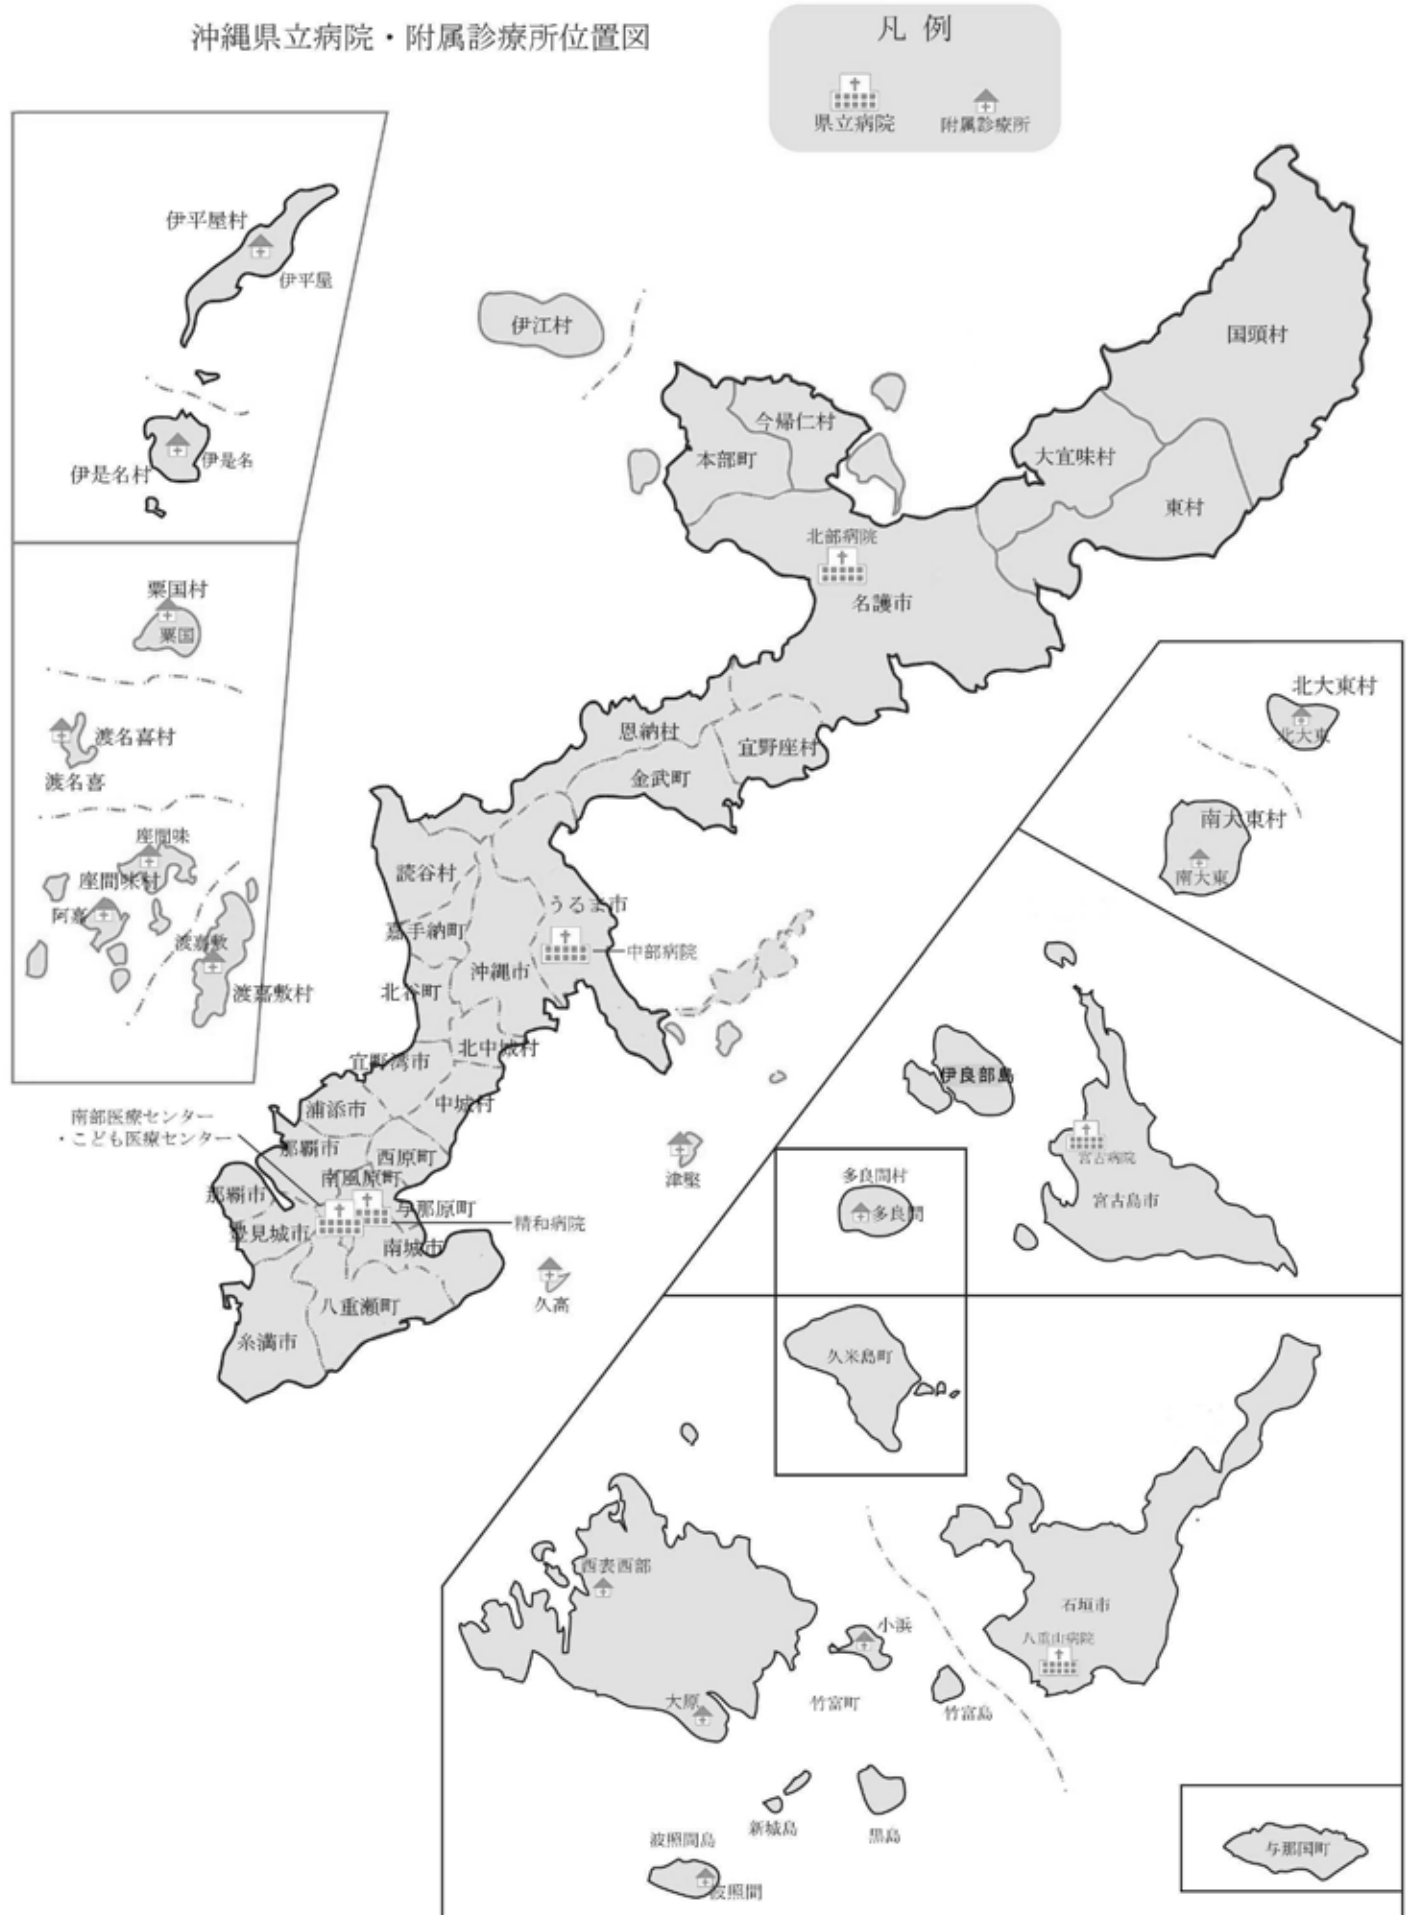 沖縄県立病院・附属診療所位置図
凡 例
県立病院
附属診療所
伊平屋村
伊平屋
伊是名村
伊是名
伊江村
国頭村
今帰仁村
本部町
大宜味村
東村
北部病院
名護市
粟国村
粟国
渡名喜村
渡名喜
座間味
座間味村
阿嘉
渡嘉敷
渡嘉敷村
恩納村
宜野座村
金武町
読谷村
うるま市
嘉手納町
中部病院
沖縄市
北谷町
北中城村
宜野湾市
中城村
浦添市
南部医療センター
・こども医療センター
那覇市
西原町
南風原町
那覇市
与那原町
豊見城市
精和病院
南城市
八重瀬町
糸満市
津堅
久高
北大東村
北大東
南大東村
南大東
伊良部島
宮古病院
宮古島市
多良間村
多良間
久米島町
西表西部
大原
小浜
竹富町
竹富島
石垣市
八重山病院
新城島
黒島
波照間島
波照間
与那国町